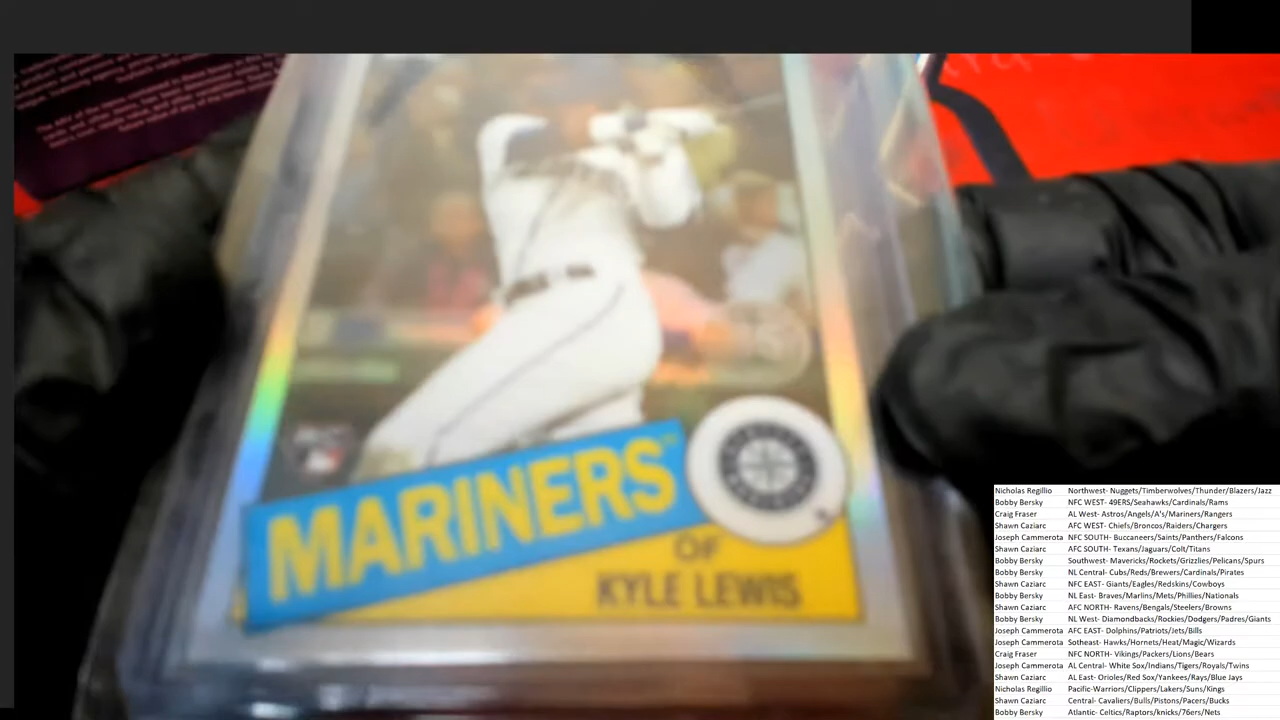 MARINERS™
OF
KYLE LEWIS
Nicholas Regillio Northwest- Nuggets/Timberwolves/Thunder/Blazers/Jazz
Bobby Bersky NFC WEST- 49ERS/Seahawks/Cardinals/Rams
Craig Fraser AL West- Astros/Angels/A's/Mariners/Rangers
Shawn Caziarc AFC WEST- Chiefs/Broncos/Raiders/Chargers
Joseph Cammerota NFC SOUTH- Buccaneers/Saints/Panthers/Falcons
Shawn Caziarc AFC SOUTH- Texans/Jaguars/Colt/Titans
Bobby Bersky Southwest- Mavericks/Rockets/Grizzlies/Pelicans/Spurs
Bobby Bersky NL Central- Cubs/Reds/Brewers/Cardinals/Pirates
Shawn Caziarc NFC EAST- Giants/Eagles/Redskins/Cowboys
Bobby Bersky NL East- Braves/Marlins/Mets/Phillies/Nationals
Shawn Caziarc AFC NORTH- Ravens/Bengals/Steelers/Browns
Bobby Bersky NL West- Diamondbacks/Rockies/Dodgers/Padres/Giants
Joseph Cammerota AFC EAST- Dolphins/Patriots/Jets/Bills
Joseph Cammerota Sotheast- Hawks/Hornets/Heat/Magic/Wizards
Craig Fraser NFC NORTH- Vikings/Packers/Lions/Bears
Joseph Cammerota AL Central- White Sox/Indians/Tigers/Royals/Twins
Shawn Caziarc AL East- Orioles/Red Sox/Yankees/Rays/Blue Jays
Nicholas Regillio Pacific-Warriors/Clippers/Lakers/Suns/Kings
Shawn Caziarc Central- Cavaliers/Bulls/Pistons/Pacers/Bucks
Bobby Bersky Atlantic- Celtics/Raptors/knicks/76ers/Nets